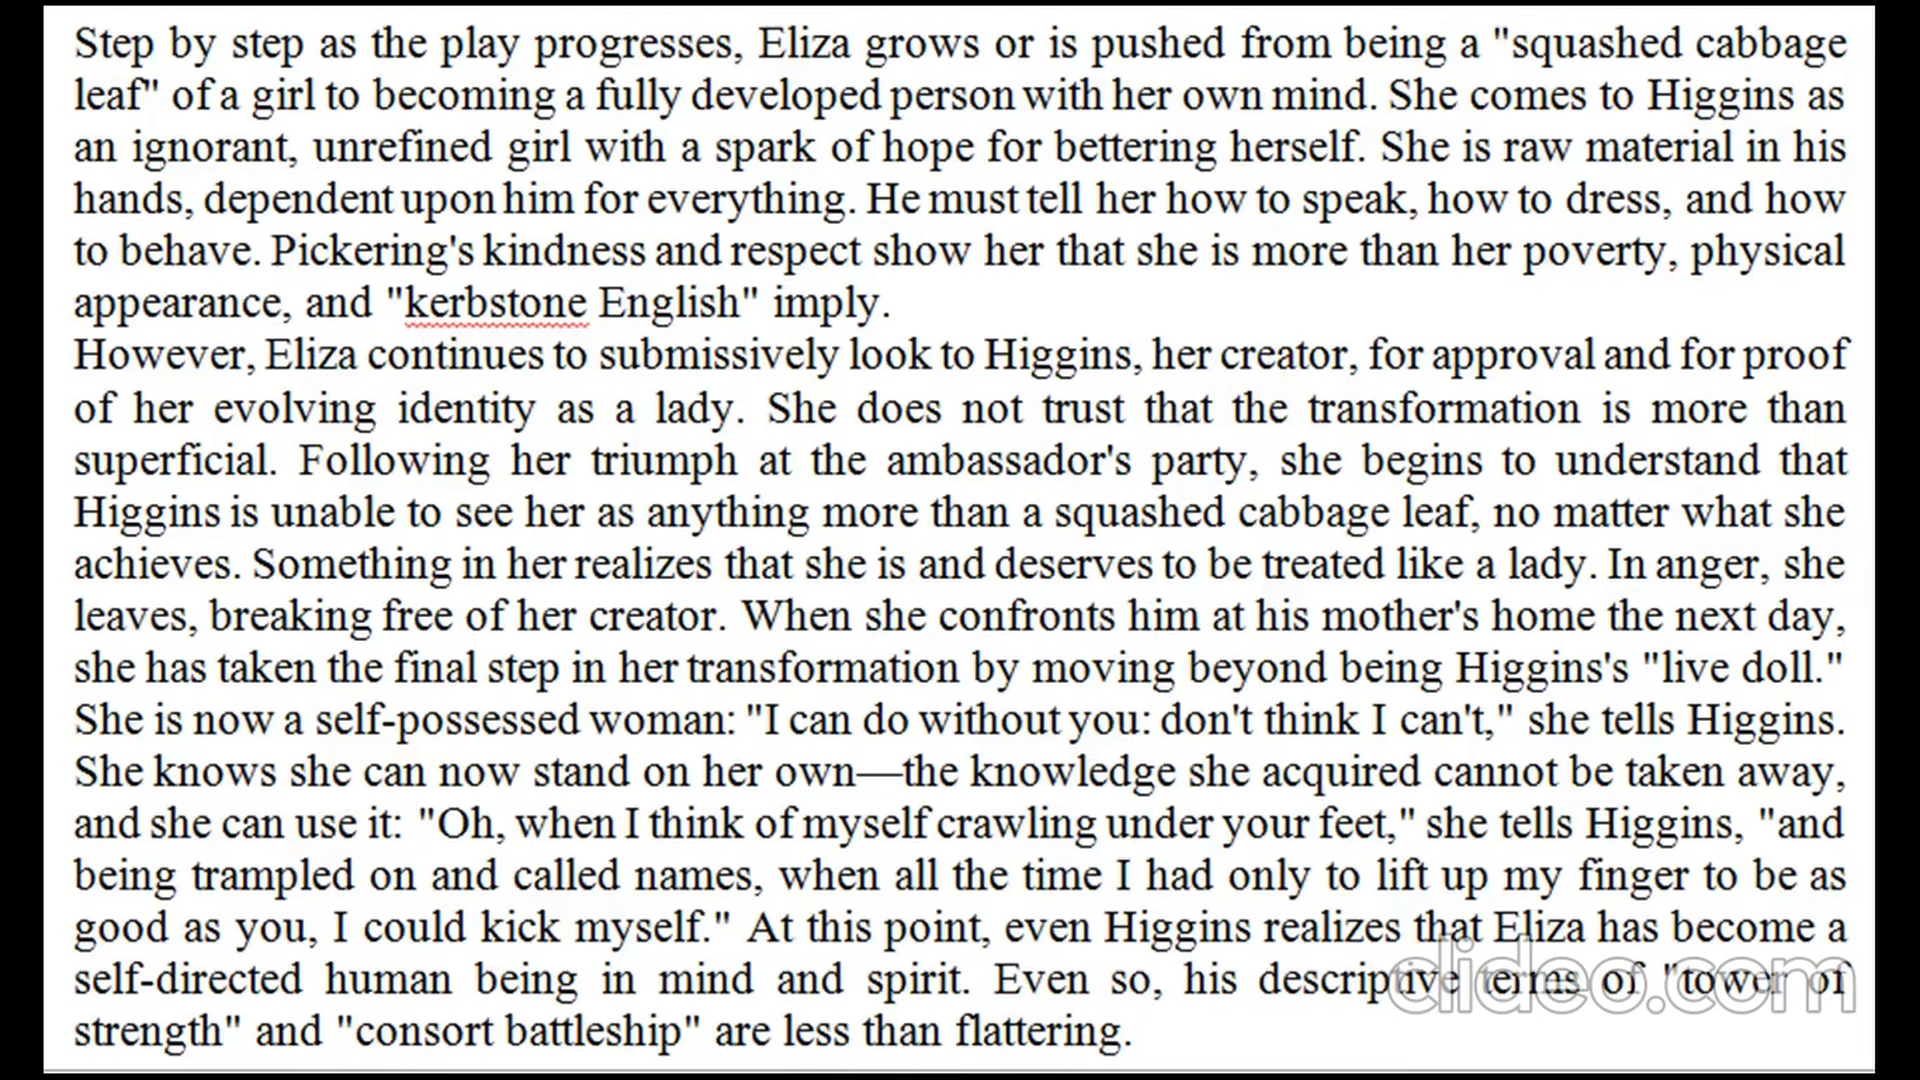 Step by step as the play progresses, Eliza grows or is pushed from being a "squashed cabbage
leaf" of a girl to becoming a fully developed person with her own mind. She comes to Higgins as
an ignorant, unrefined girl with a spark of hope for bettering herself. She is raw material in his
hands, dependent upon him for everything. He must tell her how to speak, how to dress, and how
to behave. Pickering's kindness and respect show her that she is more than her poverty, physical
appearance, and "kerbstone English" imply.
However, Eliza continues to submissively look to Higgins, her creator, for approval and for proof
of her evolving identity as a lady. She does not trust that the transformation is more than
superficial. Following her triumph at the ambassador's party, she begins to understand that
Higgins is unable to see her as anything more than a squashed cabbage leaf, no matter what she
achieves. Something in her realizes that she is and deserves to be treated like a lady. In anger, she
leaves, breaking free of her creator. When she confronts him at his mother's home the next day,
she has taken the final step in her transformation by moving beyond being Higgins's "live doll."
She is now a self-possessed woman: "I can do without you: don't think I can't," she tells Higgins.
She knows she can now stand on her own—the knowledge she acquired cannot be taken away,
and she can use it: "Oh, when I think of myself crawling under your feet," she tells Higgins, "and
being trampled on and called names, when all the time I had only to lift up my finger to be as
good as you, I could kick myself." At this point, even Higgins realizes that Eliza has become a
self-directed human being in mind and spirit. Even so, his descriptive terms of "tower of
strength" and "consort battleship" are less than flattering.
clideo.com